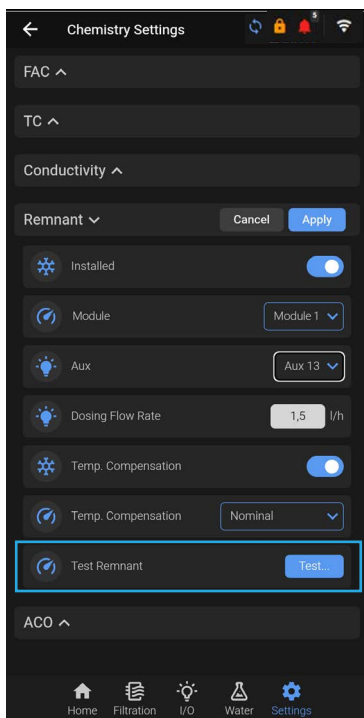 Chemistry Settings
5
FAC
TC
Conductivity
Remnant Cancel Apply
Installed
Module Module 1
Aux Aux 13
Dosing Flow Rate 1,5 l/h
Temp. Compensation
Temp. Compensation Nominal
Test Remnant Test...
ACO
Home Filtration I/O Water Settings